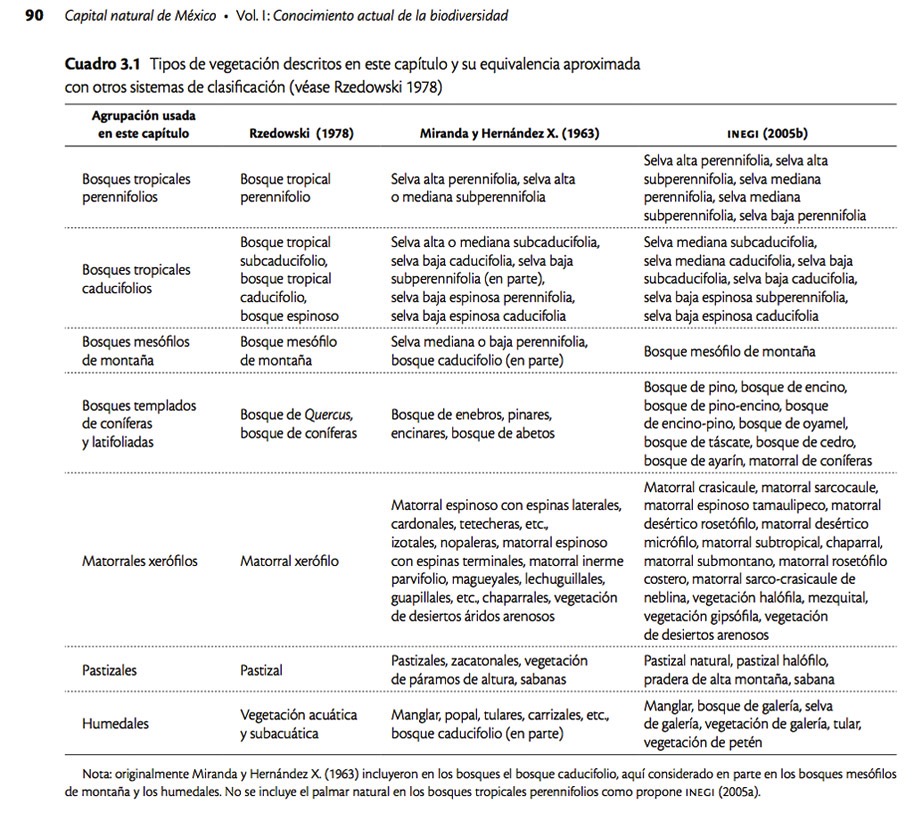 90 Capital natural de México • Vol. I: Conocimiento actual de la biodiversidad
Cuadro 3.1 Tipos de vegetación descritos en este capítulo y su equivalencia aproximada
con otros sistemas de clasificación (véase Rzedowski 1978)
Agrupación usada
en este capítulo
Rzedowski (1978)
Miranda y Hernández X. (1963)
INEGI (2005b)
Bosques tropicales
perennifolios
Bosque tropical
perennifolio
Selva alta perennifolia, selva alta
o mediana subperennifolia
Selva alta perennifolia, selva alta
subperennifolia, selva mediana
perennifolia, selva mediana
subperennifolia, selva baja perennifolia
Bosques tropicales
caducifolios
Bosque tropical
subcaducifolio,
bosque tropical
caducifolio,
bosque espinoso
Selva alta o mediana subcaducifolia,
selva baja caducifolia, selva baja
subperennifolia (en parte),
selva baja espinosa perennifolia,
selva baja espinosa caducifolia
Selva mediana subcaducifolia,
selva mediana caducifolia, selva baja
subcaducifolia, selva baja caducifolia,
selva baja espinosa subperennifolia,
selva baja espinosa caducifolia
Bosques mesófilos
de montaña
Bosque mesófilo
de montaña
Selva mediana o baja perennifolia,
bosque caducifolio (en parte)
Bosque mesófilo de montaña
Bosques templados
de coníferas
y latifoliadas
Bosque de Quercus,
bosque de coníferas
Bosque de enebros, pinares,
encinares, bosque de abetos
Bosque de pino, bosque de encino,
bosque de pino-encino, bosque
de encino-pino, bosque de oyamel,
bosque de táscate, bosque de cedro,
bosque de ayarín, matorral de coníferas
Matorrales xerófilos
Matorral xerófilo
Matorral espinoso con espinas laterales,
cardonales, tetecheras, etc.,
izotales, nopaleras, matorral espinoso
con espinas terminales, matorral inerme
parvifolio, magueyales, lechuguillales,
guapillales, etc., chaparrales, vegetación
de desiertos áridos arenosos
Matorral crasicaule, matorral sarcocaule,
matorral espinoso tamaulipeco, matorral
desértico rosetófilo, matorral desértico
micrófilo, matorral subtropical, chaparral,
matorral submontano, matorral rosetófilo
costero, matorral sarco-crasicaule de
neblina, vegetación halófila, mezquital,
vegetación gipsófila, vegetación
de desiertos arenosos
Pastizales
Pastizal
Pastizales, zacatonales, vegetación
de páramos de altura, sabanas
Pastizal natural, pastizal halófilo,
pradera de alta montaña, sabana
Humedales
Vegetación acuática
y subacuática
Manglar, popal, tulares, carrizales, etc.,
bosque caducifolio (en parte)
Manglar, bosque de galería, selva
de galería, vegetación de galería, tular,
vegetación de petén
Nota: originalmente Miranda y Hernández X. (1963) incluyeron en los bosques el bosque caducifolio, aquí considerado en parte en los bosques mesófilos
de montaña y los humedales. No se incluye el palmar natural en los bosques tropicales perennifolios como propone INEGI (2005a).